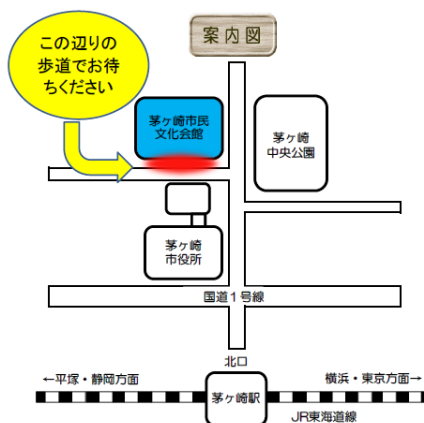 案内図
この辺りの
歩道でお待
ちください
茅ヶ崎市民
文化会館
茅ヶ崎
中央公園
茅ヶ崎
市役所
国道1号線
北口
←平塚・静岡方面
横浜・東京方面→
茅ヶ崎駅
JR東海道線